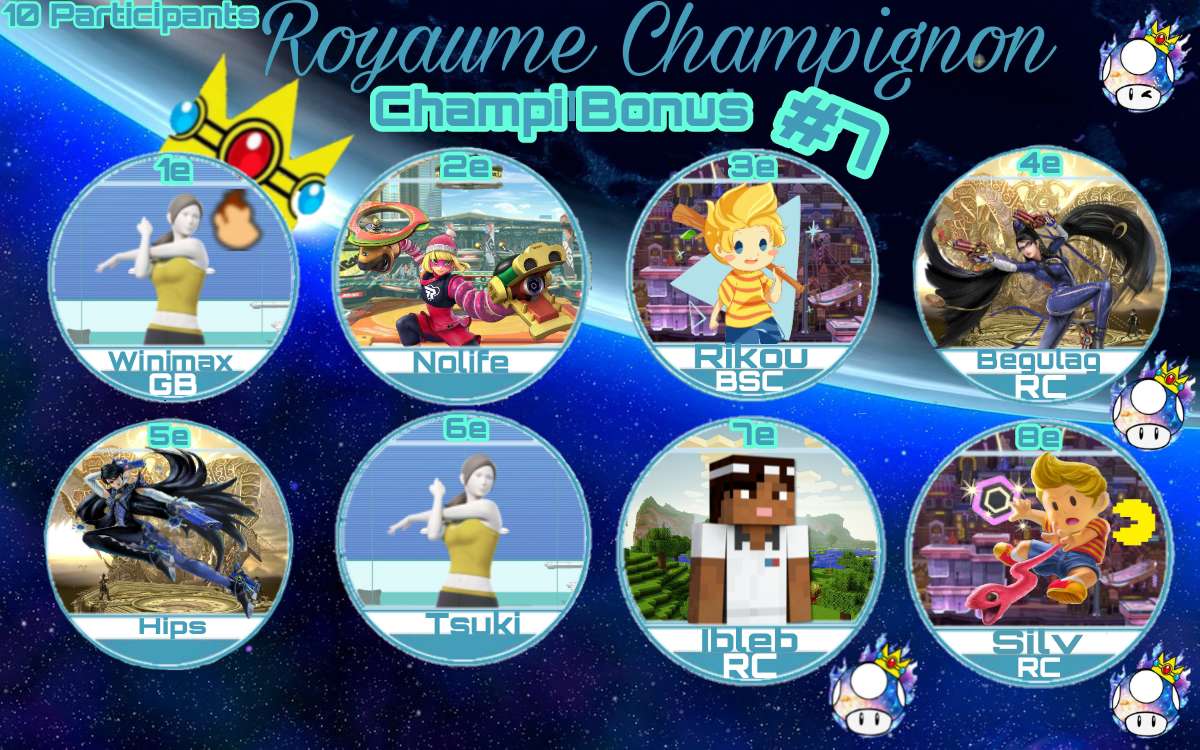 10 Participants
Royaume Champignon
Champi Bonus #7
1e
Winimax
GB
2e
Nolife
3e
Rikou
BSC
4e
Begulag
RC
5e
Hips
6e
Tsuki
7e
Ibleb
RC
8e
Silv
RC